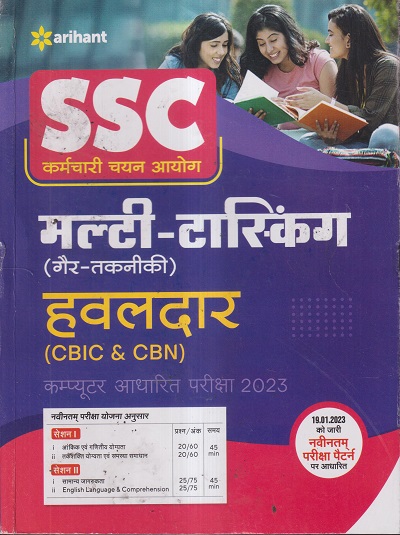 arihant
SSC
कर्मचारी चयन आयोग
मल्टी-टास्किंग
(गैर-तकनीकी)
हवलदार
(CBIC & CBN)
कम्प्यूटर आधारित परीक्षा 2023
नवीनतम परीक्षा योजना अनुसार प्रश्न/अंक समय
सेशन I
i आंकिक एवं गणितीय योग्यता 20/60 45
ii तर्कशक्ति योग्यता एवं समस्या समाधान 20/60 min
सेशन II
i सामान्य जागरूकता 25/75 45
ii English Language & Comprehension 25/75 min
19.01.2023
को जारी
नवीनतम्
परीक्षा पैटर्न
पर आधारित